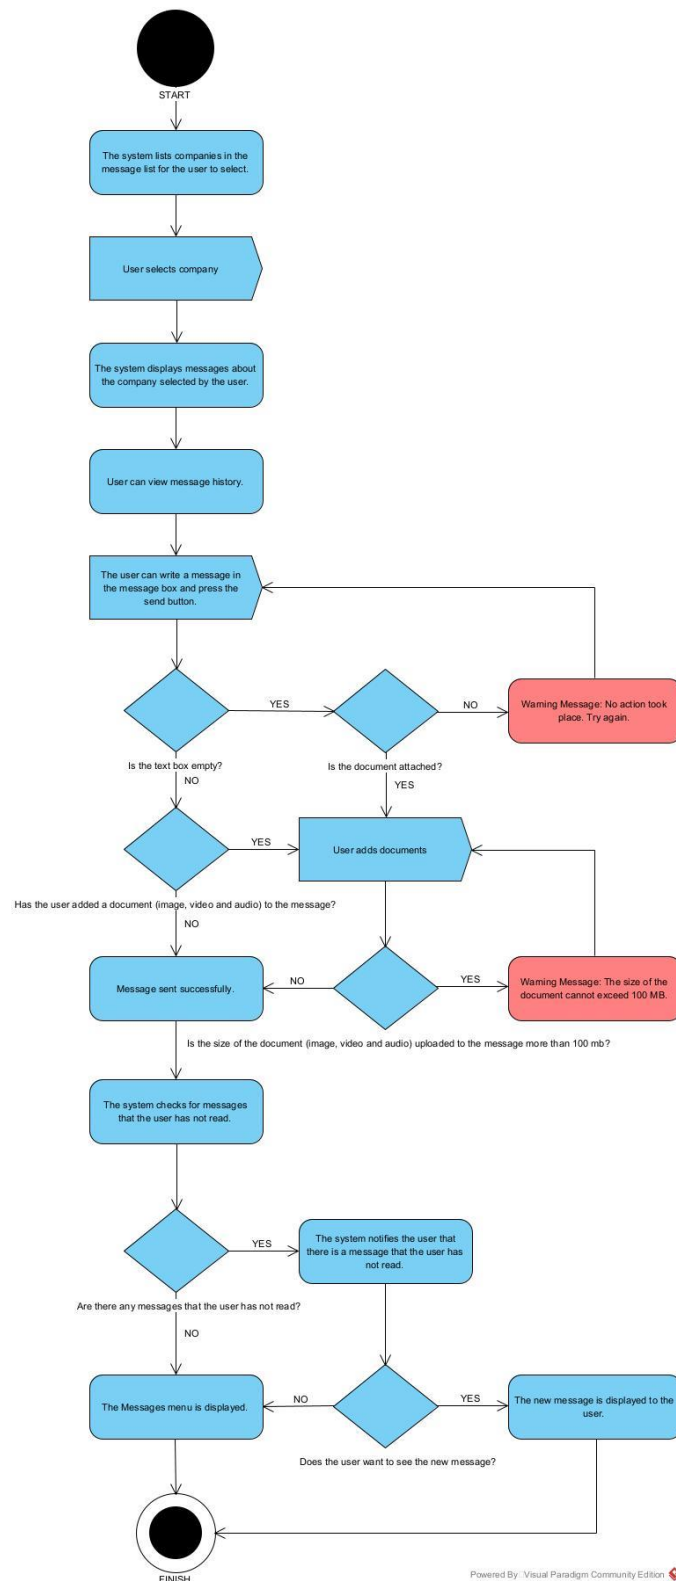 START
The system lists companies in the
message list for the user to select.
User selects company
The system displays messages about
the company selected by the user.
User can view message history.
The user can write a message in
the message box and press the
send button.
YES
NO
Warning Message: No action took
place. Try again.
Is the text box empty?
Is the document attached?
NO
YES
YES
User adds documents
Has the user added a document (image, video and audio) to the message?
NO
Message sent successfully.
NO
YES
Warning Message: The size of the
document cannot exceed 100 MB.
Is the size of the document (image, video and audio) uploaded to the message more than 100 mb?
The system checks for messages
that the user has not read.
YES
The system notifies the user that
there is a message that the user has
not read.
Are there any messages that the user has not read?
NO
The Messages menu is displayed.
NO
YES
The new message is displayed to the
user.
Does the user want to see the new message?
FINISH
Powered By: Visual Paradigm Community Edition